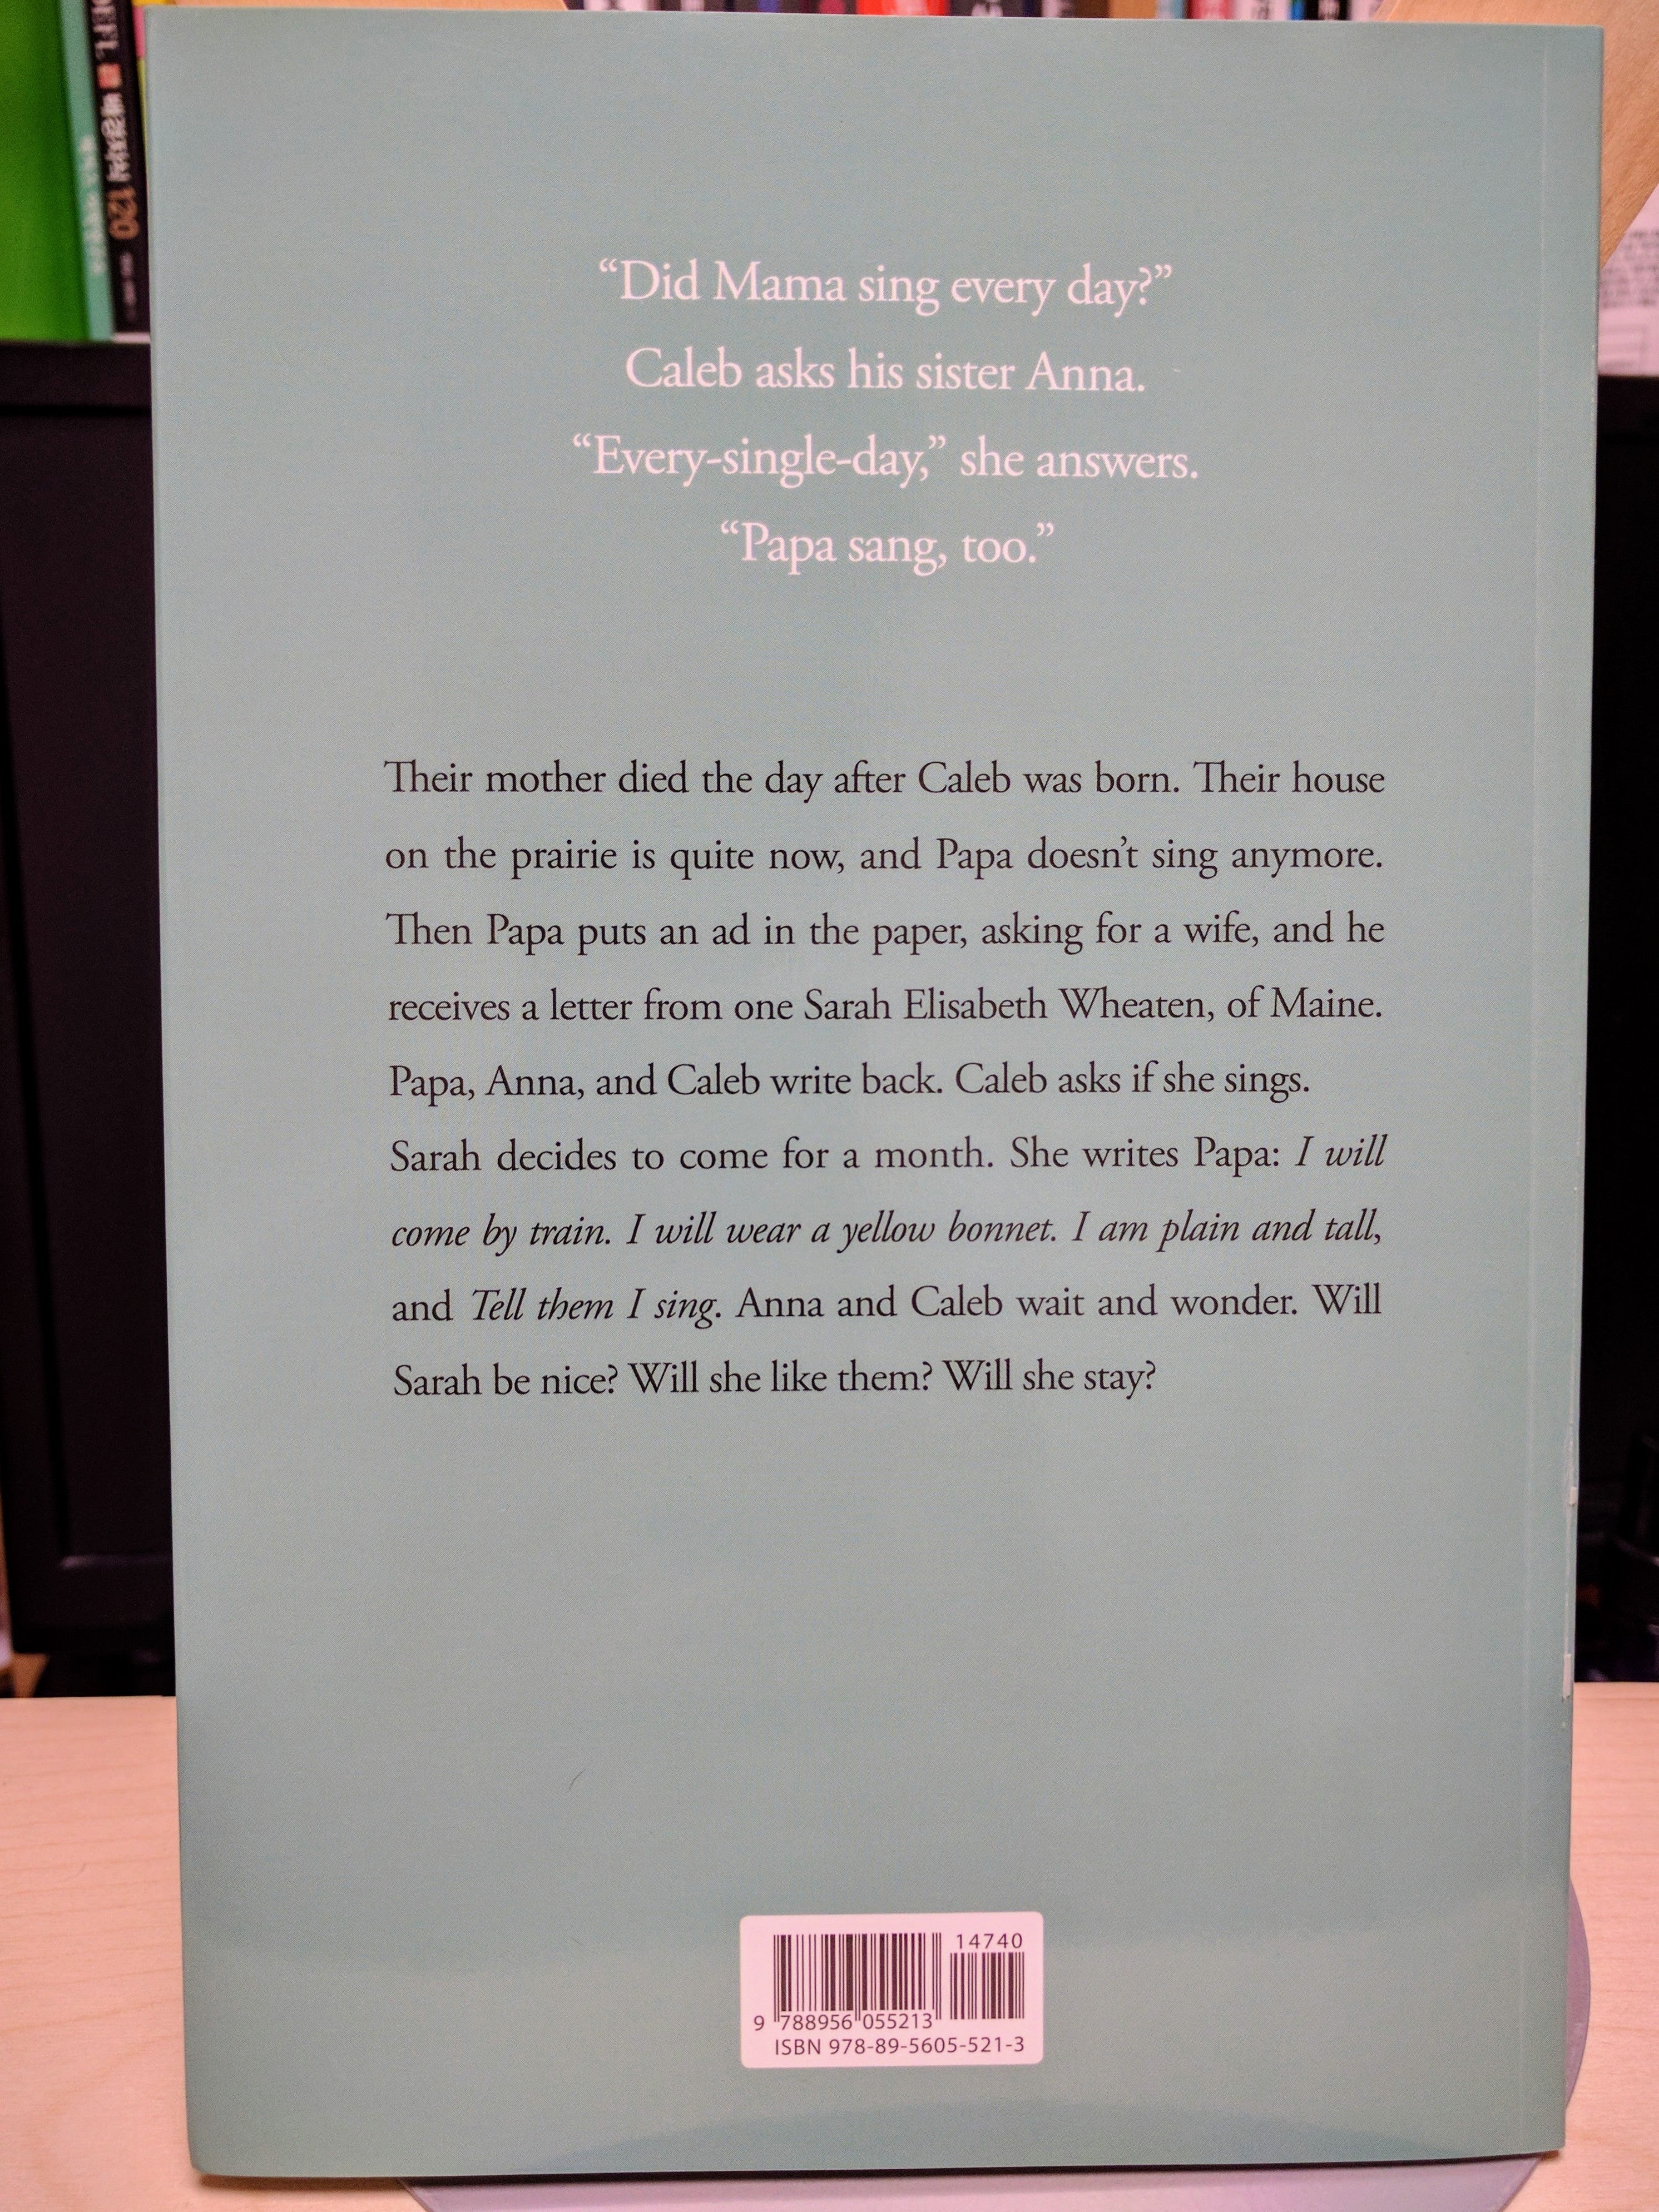 “Did Mama sing every day?”
Caleb asks his sister Anna.
“Every-single-day,” she answers.
“Papa sang, too.”
Their mother died the day after Caleb was born. Their house
on the prairie is quite now, and Papa doesn’t sing anymore.
Then Papa puts an ad in the paper, asking for a wife, and he
receives a letter from one Sarah Elisabeth Wheaten, of Maine.
Papa, Anna, and Caleb write back. Caleb asks if she sings.
Sarah decides to come for a month. She writes Papa: I will
come by train. I will wear a yellow bonnet. I am plain and tall,
and Tell them I sing. Anna and Caleb wait and wonder. Will
Sarah be nice? Will she like them? Will she stay?
14740
9 788956 055213
ISBN 978-89-5605-521-3
120